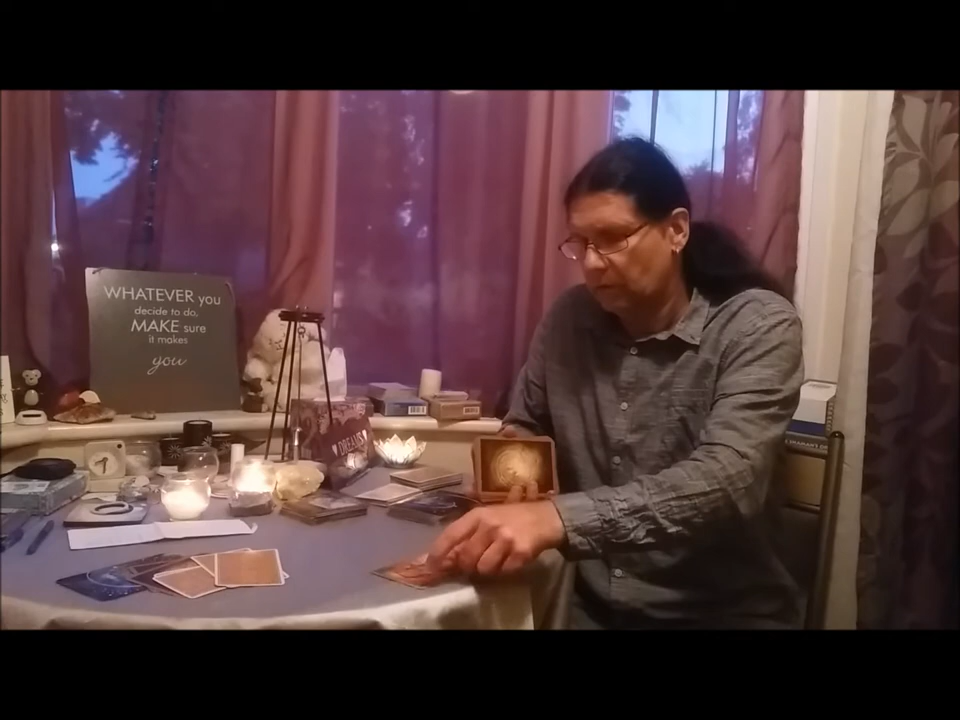 WHATEVER you
decide to do,
MAKE sure
it makes
you
DREAMS